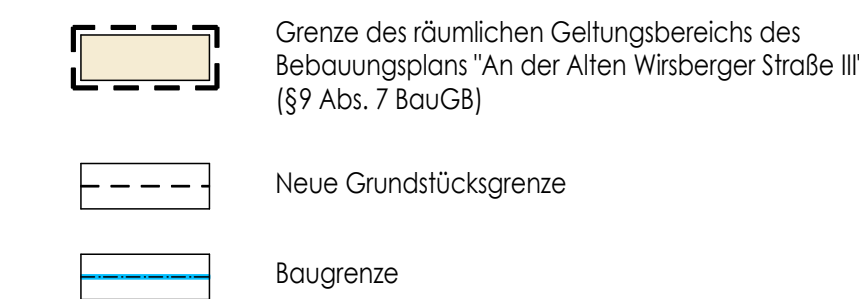 Grenze des räumlichen Geltungsbereichs des
Bebauungsplans "An der Alten Wirsberger Straße III"
(§9 Abs. 7 BauGB)
Neue Grundstücksgrenze
Baugrenze